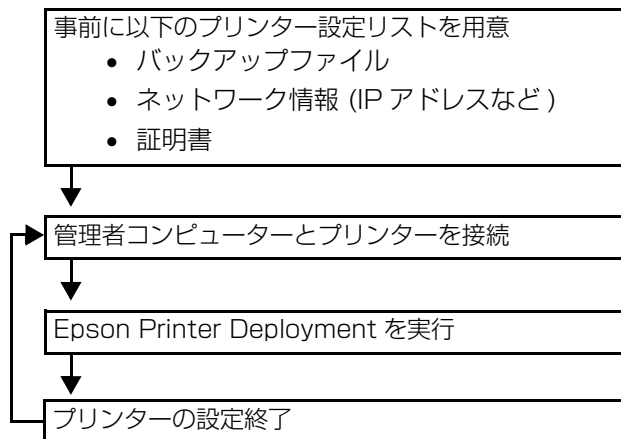 事前に以下のプリンター設定リストを用意
• バックアップファイル
• ネットワーク情報 (IP アドレスなど )
• 証明書
管理者コンピューターとプリンターを接続
Epson Printer Deployment を実行
プリンターの設定終了